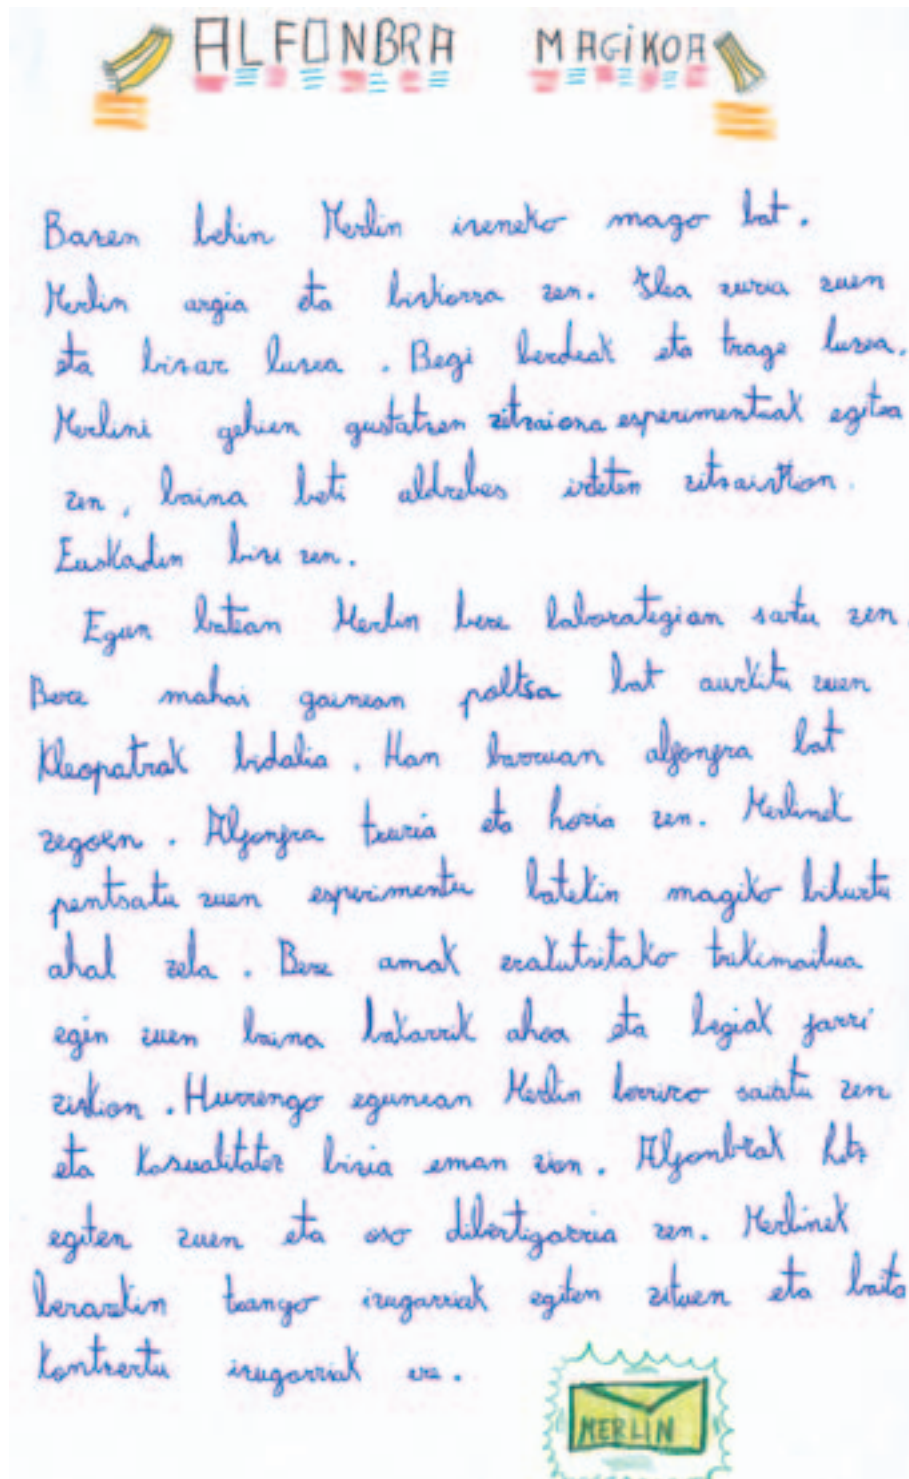 ALFONBRA MAGIKOA
Bazen behin Merlin izeneko mago bat.
Merlin argia eta bizkorra zen. Ilea zuria zuen
eta bizar luzea. Begi berdeak eta trage luzea.
Merlini gehien gustatzen zitzaiona esperimentuak egitea
zen, baina beti aldrebes irteten zitzaizkion.
Euskadin bizi zen.
Egun batean Merlin bere laborategian sartu zen.
Bere mahai gainean poltsa bat aurkitu zuen
Kleopatrak bidalia. Han barruan alfonfra bat
zegoen. Alfonfra txuria eta horia zen. Merlinek
pentsatu zuen esperimentu batekin magiko bihurtu
ahal zela. Bere amak erakutsitako trikimailua
egin zuen baina bakarrik ahoa eta begiak jarri
zizkion. Hurrengo egunean Merlin berriro saiatu zen
eta kasualitatez bizia eman zion. Alfonbrak hitz
egiten zuen eta oso dibertigarria zen. Merlinek
berarekin txango izugarriak egiten zituen eta baita
kontzertu izugarriak ere.
MERLIN